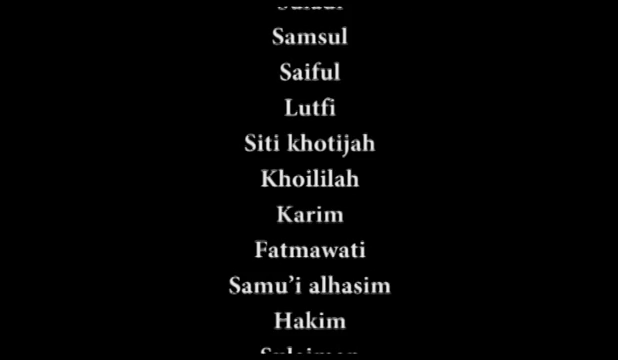 Samsul
Saiful
Lutfi
Siti khotijah
Khoililah
Karim
Fatmawati
Samu’i alhasim
Hakim